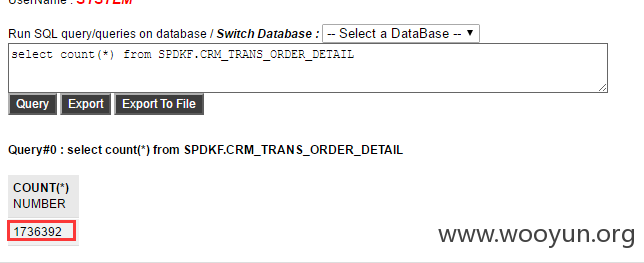 UserName : SYSTEM
Run SQL query/queries on database / Switch Database : -- Select a DataBase --
select count(*) from SPDKF.CRM_TRANS_ORDER_DETAIL
Query Export Export To File
Query#0 : select count(*) from SPDKF.CRM_TRANS_ORDER_DETAIL
COUNT(*)
NUMBER
1736392
www.wooyun.org